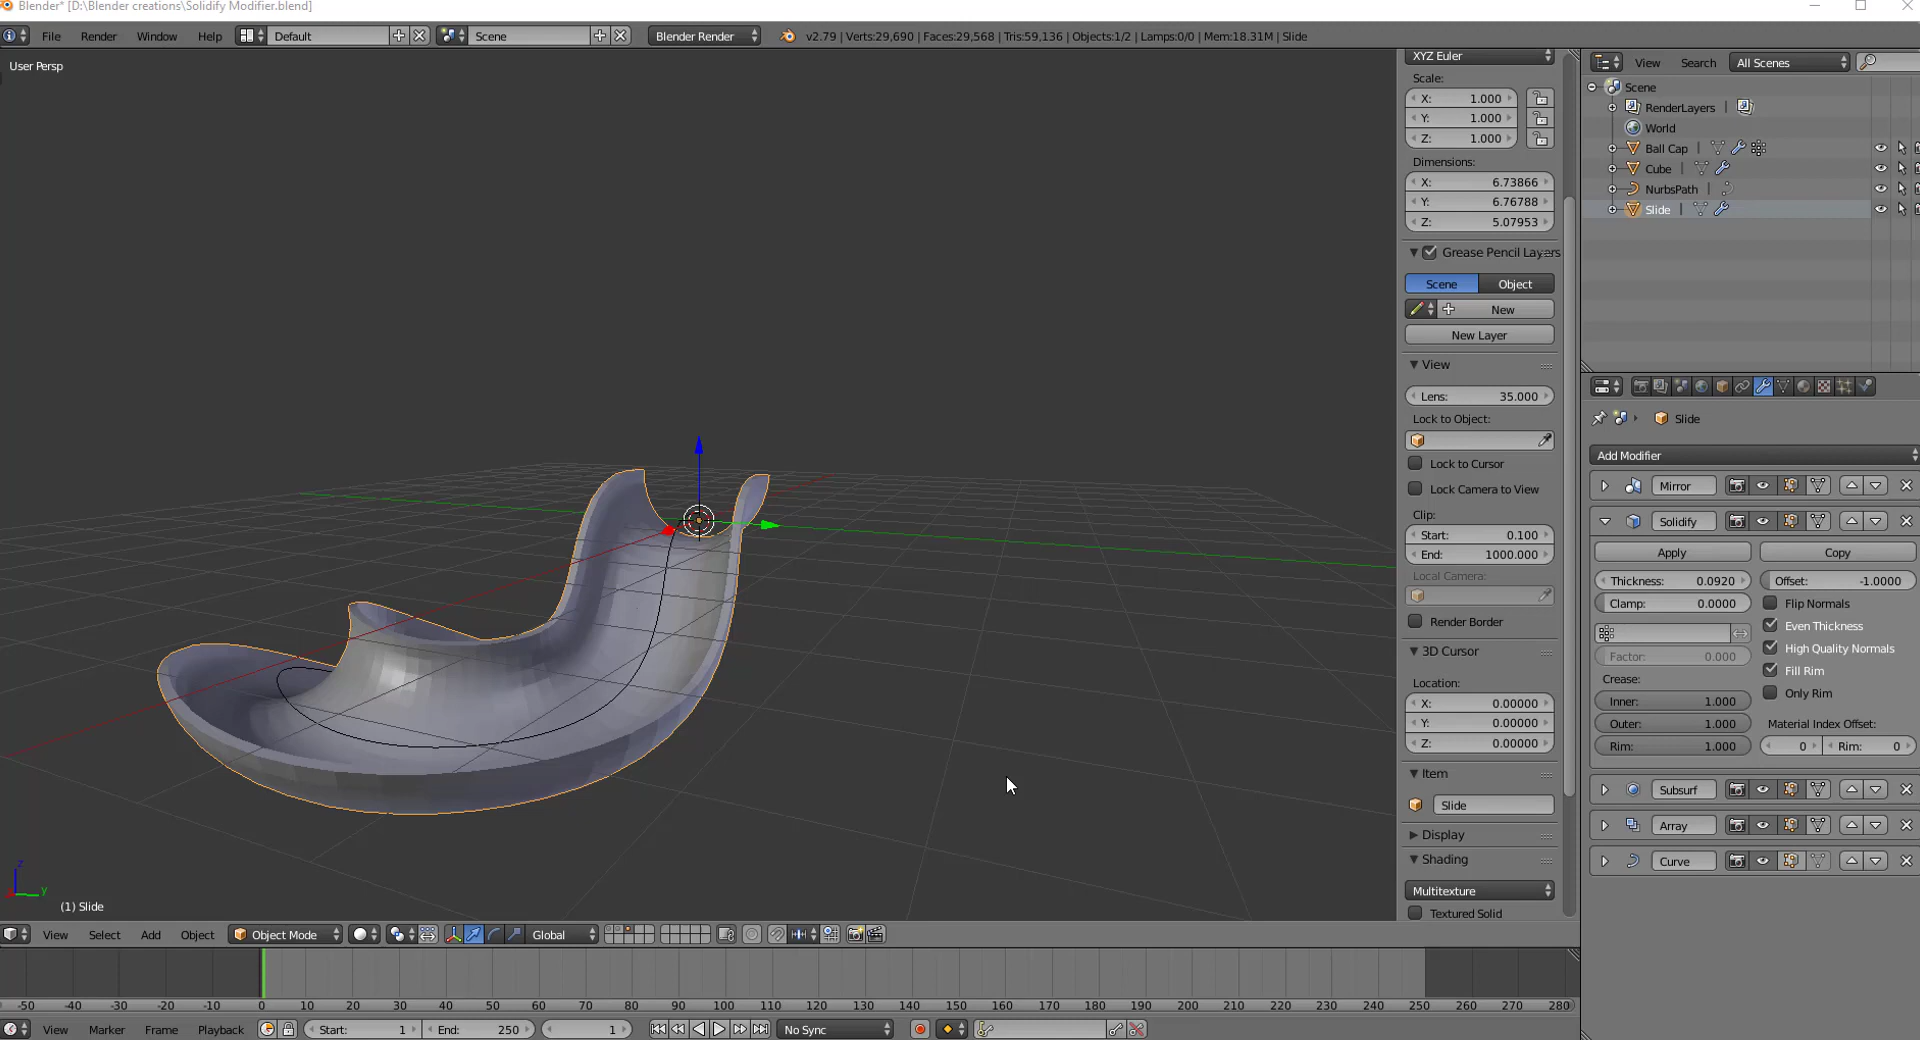 Blender* [D:\Blender creations\Solidify Modifier.blend]
File Render Window Help Default Scene Blender Render v2.79 | Verts:29,690 | Faces:29,568 | Tris:59,136 | Objects:1/2 | Lamps:0/0 | Mem:18.31M | Slide
User Persp
(1) Slide
z
y
XYZ Euler
Scale:
X: 1.000
Y: 1.000
Z: 1.000
Dimensions:
X: 6.73866
Y: 6.76788
Z: 5.07953
Grease Pencil Layers
Scene Object
New
New Layer
View
Lens: 35.000
Lock to Object:
Lock to Cursor
Lock Camera to View
Clip:
Start: 0.100
End: 1000.000
Local Camera:
Render Border
3D Cursor
Location:
X: 0.00000
Y: 0.00000
Z: 0.00000
Item
Slide
Display
Shading
Multitexture
Textured Solid
View Search All Scenes
Scene
RenderLayers |
World
Ball Cap |
Cube |
NurbsPath |
Slide |
Slide
Add Modifier
Mirror
Solidify
Apply Copy
Thickness: 0.0920 Offset: -1.0000
Clamp: 0.0000 Flip Normals
Even Thickness
Factor: 0.000 High Quality Normals
Crease: Fill Rim
Inner: 1.000 Only Rim
Outer: 1.000 Material Index Offset:
Rim: 1.000 0 Rim: 0
Subsurf
Array
Curve
View Select Add Object Object Mode Global
-50 -40 -30 -20 -10 0 10 20 30 40 50 60 70 80 90 100 110 120 130 140 150 160 170 180 190 200 210 220 230 240 250 260 270 280
View Marker Frame Playback Start: 1 End: 250 1 No Sync